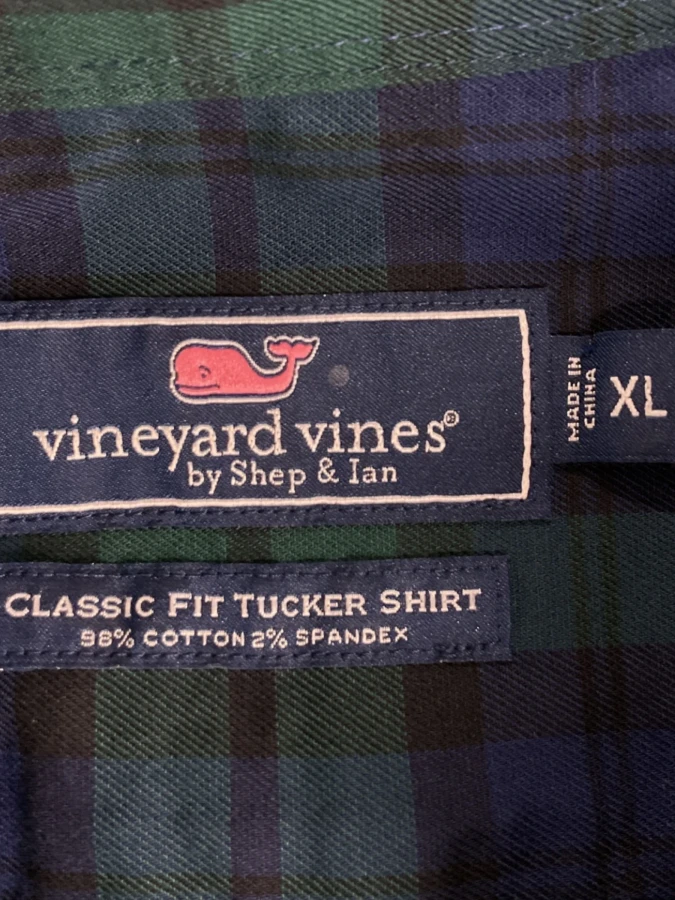 vineyard vines®
by Shep & Ian
MADE IN
CHINA
XL
CLASSIC FIT TUCKER SHIRT
98% COTTON 2% SPANDEX